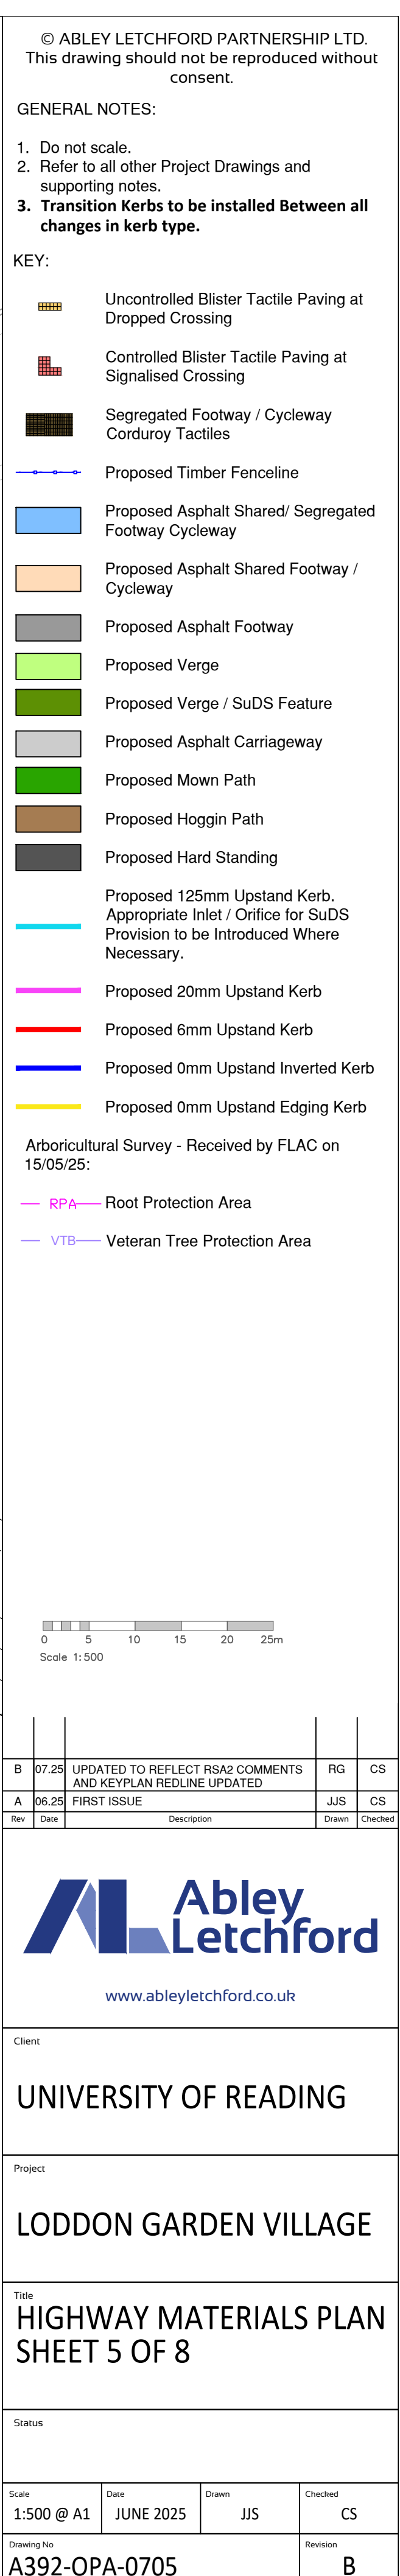 © ABLEY LETCHFORD PARTNERSHIP LTD.
This drawing should not be reproduced without
consent.
GENERAL NOTES:
1. Do not scale.
2. Refer to all other Project Drawings and
supporting notes.
3. Transition Kerbs to be installed Between all
changes in kerb type.
KEY:
Uncontrolled Blister Tactile Paving at
Dropped Crossing
Controlled Blister Tactile Paving at
Signalised Crossing
Segregated Footway / Cycleway
Corduroy Tactiles
Proposed Timber Fenceline
Proposed Asphalt Shared/ Segregated
Footway Cycleway
Proposed Asphalt Shared Footway /
Cycleway
Proposed Asphalt Footway
Proposed Verge
Proposed Verge / SuDS Feature
Proposed Asphalt Carriageway
Proposed Mown Path
Proposed Hoggin Path
Proposed Hard Standing
Proposed 125mm Upstand Kerb.
Appropriate Inlet / Orifice for SuDS
Provision to be Introduced Where
Necessary.
Proposed 20mm Upstand Kerb
Proposed 6mm Upstand Kerb
Proposed 0mm Upstand Inverted Kerb
Proposed 0mm Upstand Edging Kerb
Arboricultural Survey - Received by FLAC on
15/05/25:
RPA Root Protection Area
VTB Veteran Tree Protection Area
0 5 10 15 20 25m
Scale 1:500
B 07.25 UPDATED TO REFLECT RSA2 COMMENTS RG CS
AND KEYPLAN REDLINE UPDATED
A 06.25 FIRST ISSUE JJS CS
Rev Date Description Drawn Checked
Abley
Letchford
www.ableyletchford.co.uk
Client
UNIVERSITY OF READING
Project
LODDON GARDEN VILLAGE
Title
HIGHWAY MATERIALS PLAN
SHEET 5 OF 8
Status
Scale Date Drawn Checked
1:500 @ A1 JUNE 2025 JJS CS
Drawing No Revision
A392-OPA-0705 B